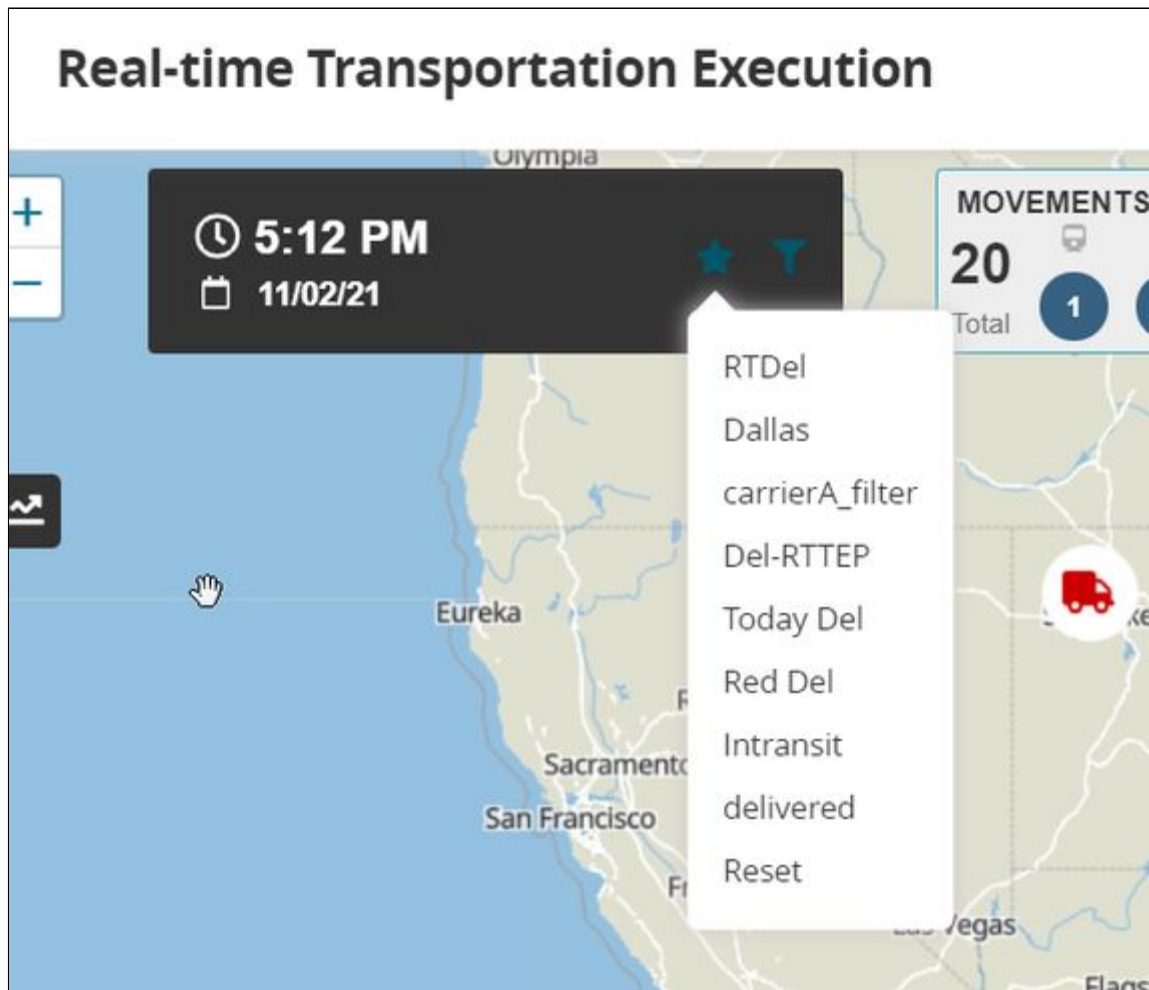 Real-time Transportation Execution
Olympia
+
5:12 PM
MOVEMENTS
20
−
11/02/21
Total
1
RTDel
Dallas
carrierA_filter
Del-RTTEP
Today Del
Red Del
Eureka
Intransit
Sacramento
delivered
San Francisco
Reset
Las Vegas